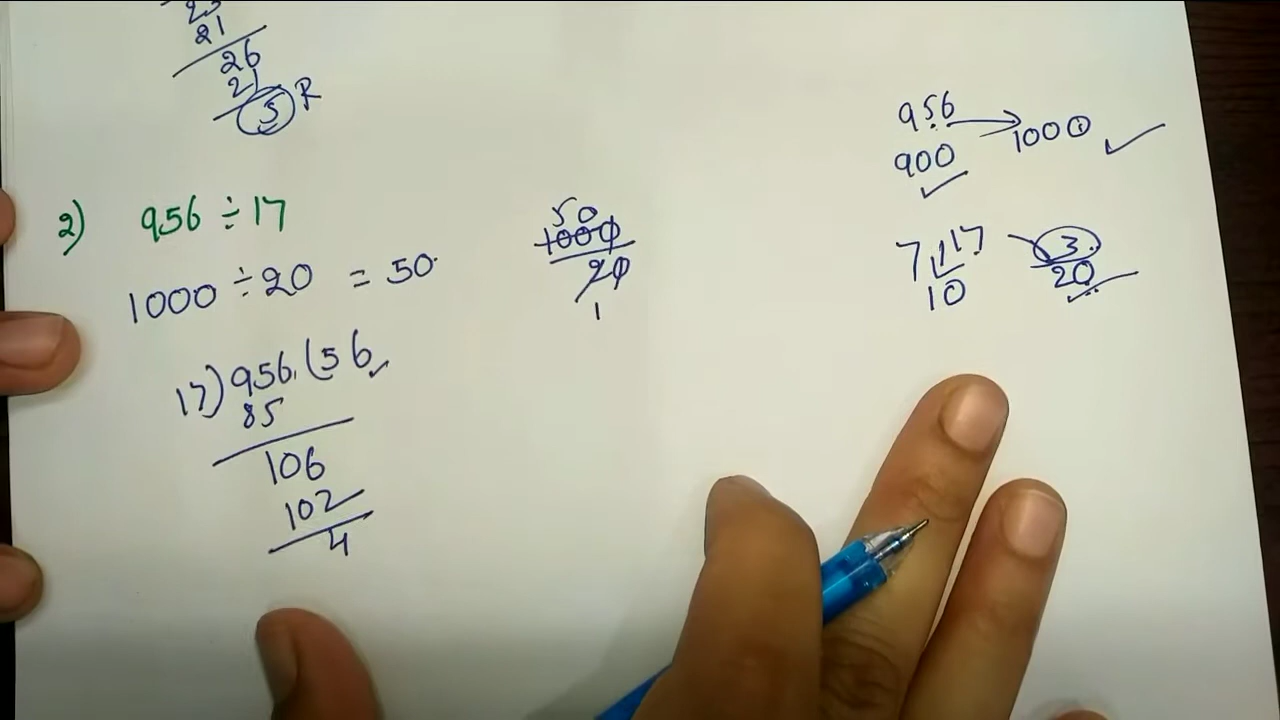 23
21
26
21
5 R
2) 956 ÷ 17
1000 ÷ 20 = 50
50
1000
20
1
17) 956 (56
85
106
102
4
956 → 1000
900
7, 17 3
10 20